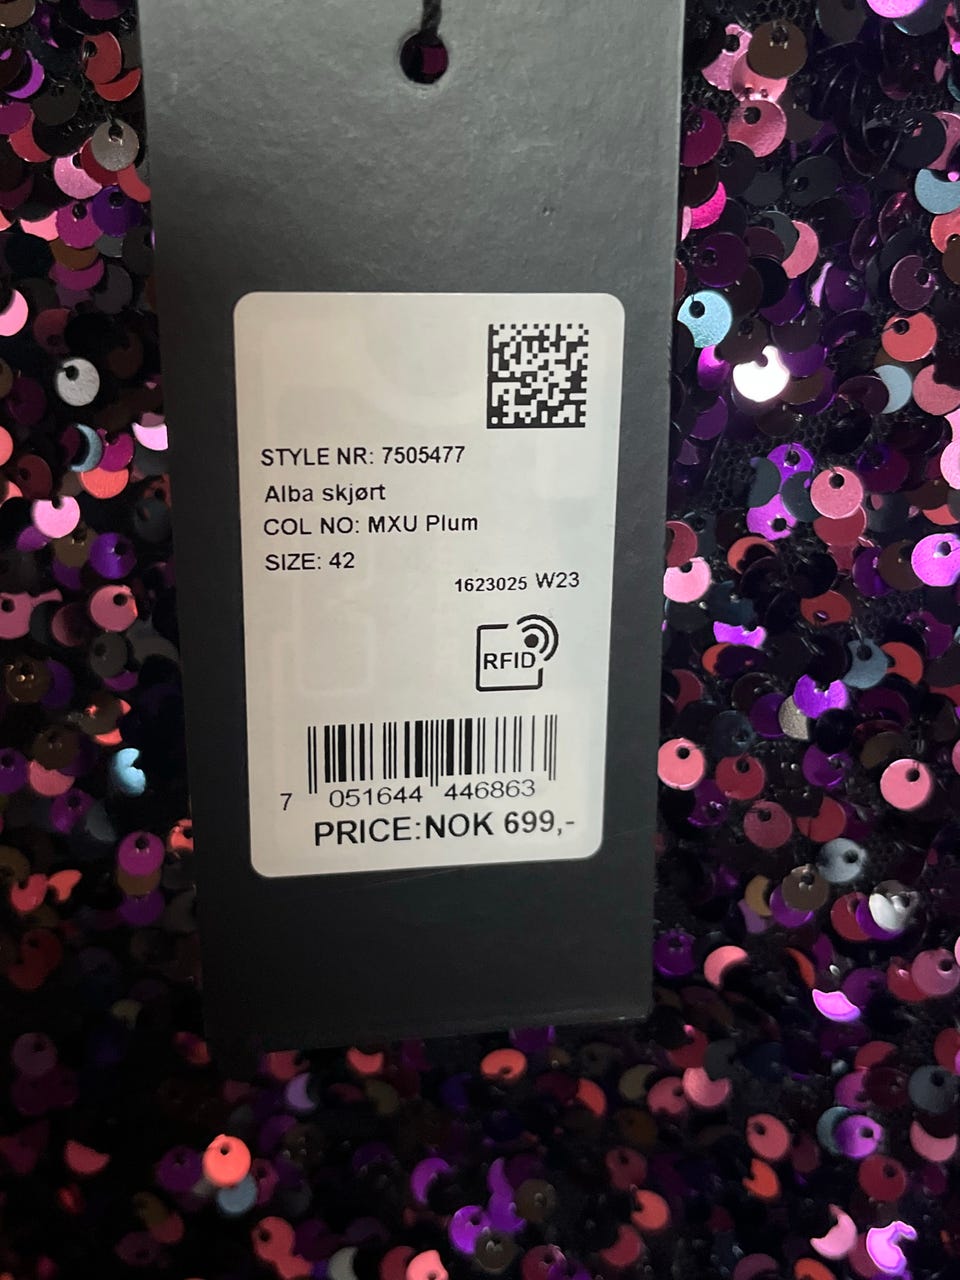 STYLE NR: 7505477
Alba skjørt
COL NO: MXU Plum
SIZE: 42
1623025 W23
RFID
7 051644 446863
PRICE:NOK 699,-